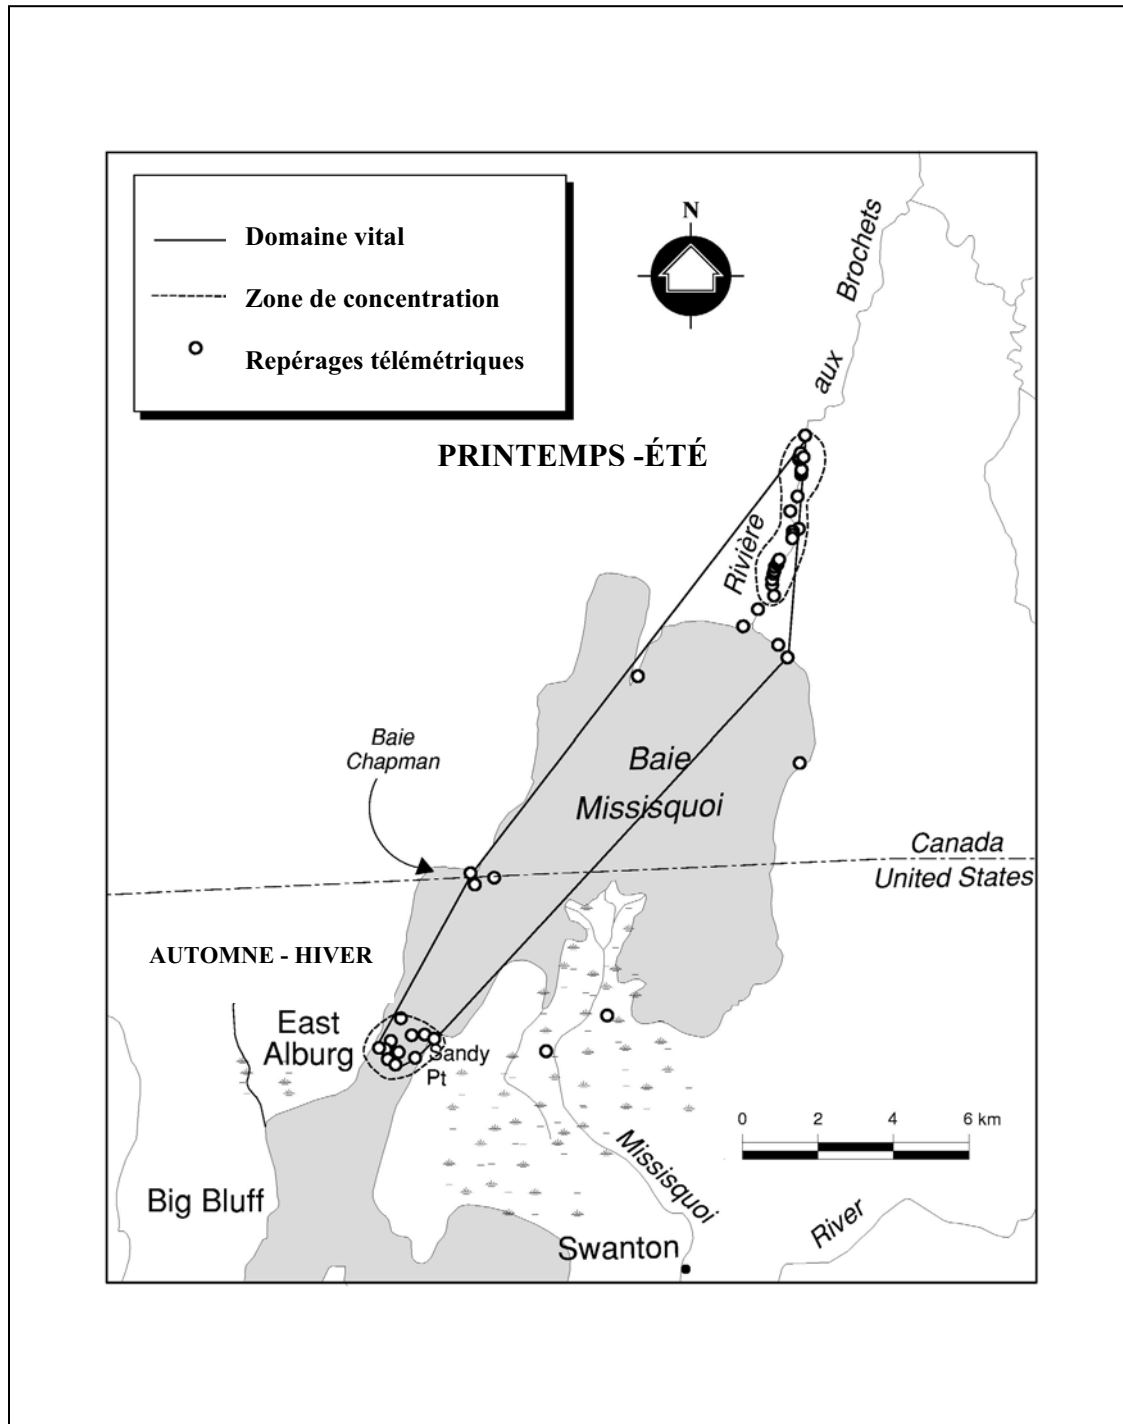 Domaine vital
Zone de concentration
Repérages télémétriques
N
Brochets
aux
Rivière
PRINTEMPS -ÉTÉ
Baie
Chapman
Baie
Missisquoi
Canada
United States
AUTOMNE - HIVER
East
Alburg
Sandy
Pt
0 2 4 6 km
Big Bluff
Missisquoi
River
Swanton